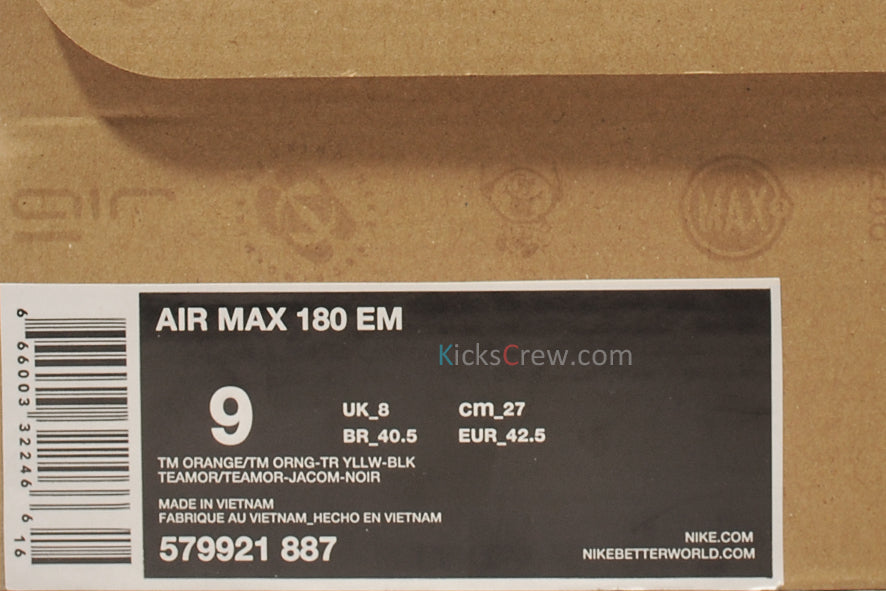 MAX
AIR MAX 180 EM
KicksCrew.com
9
UK_8 cm_27
BR_40.5 EUR_42.5
TM ORANGE/TM ORNG-TR YLLW-BLK
TEAMOR/TEAMOR-JACOM-NOIR
MADE IN VIETNAM
FABRIQUE AU VIETNAM_HECHO EN VIETNAM
579921 887
NIKE.COM
NIKEBETTERWORLD.COM
6 66003 32246 6 16